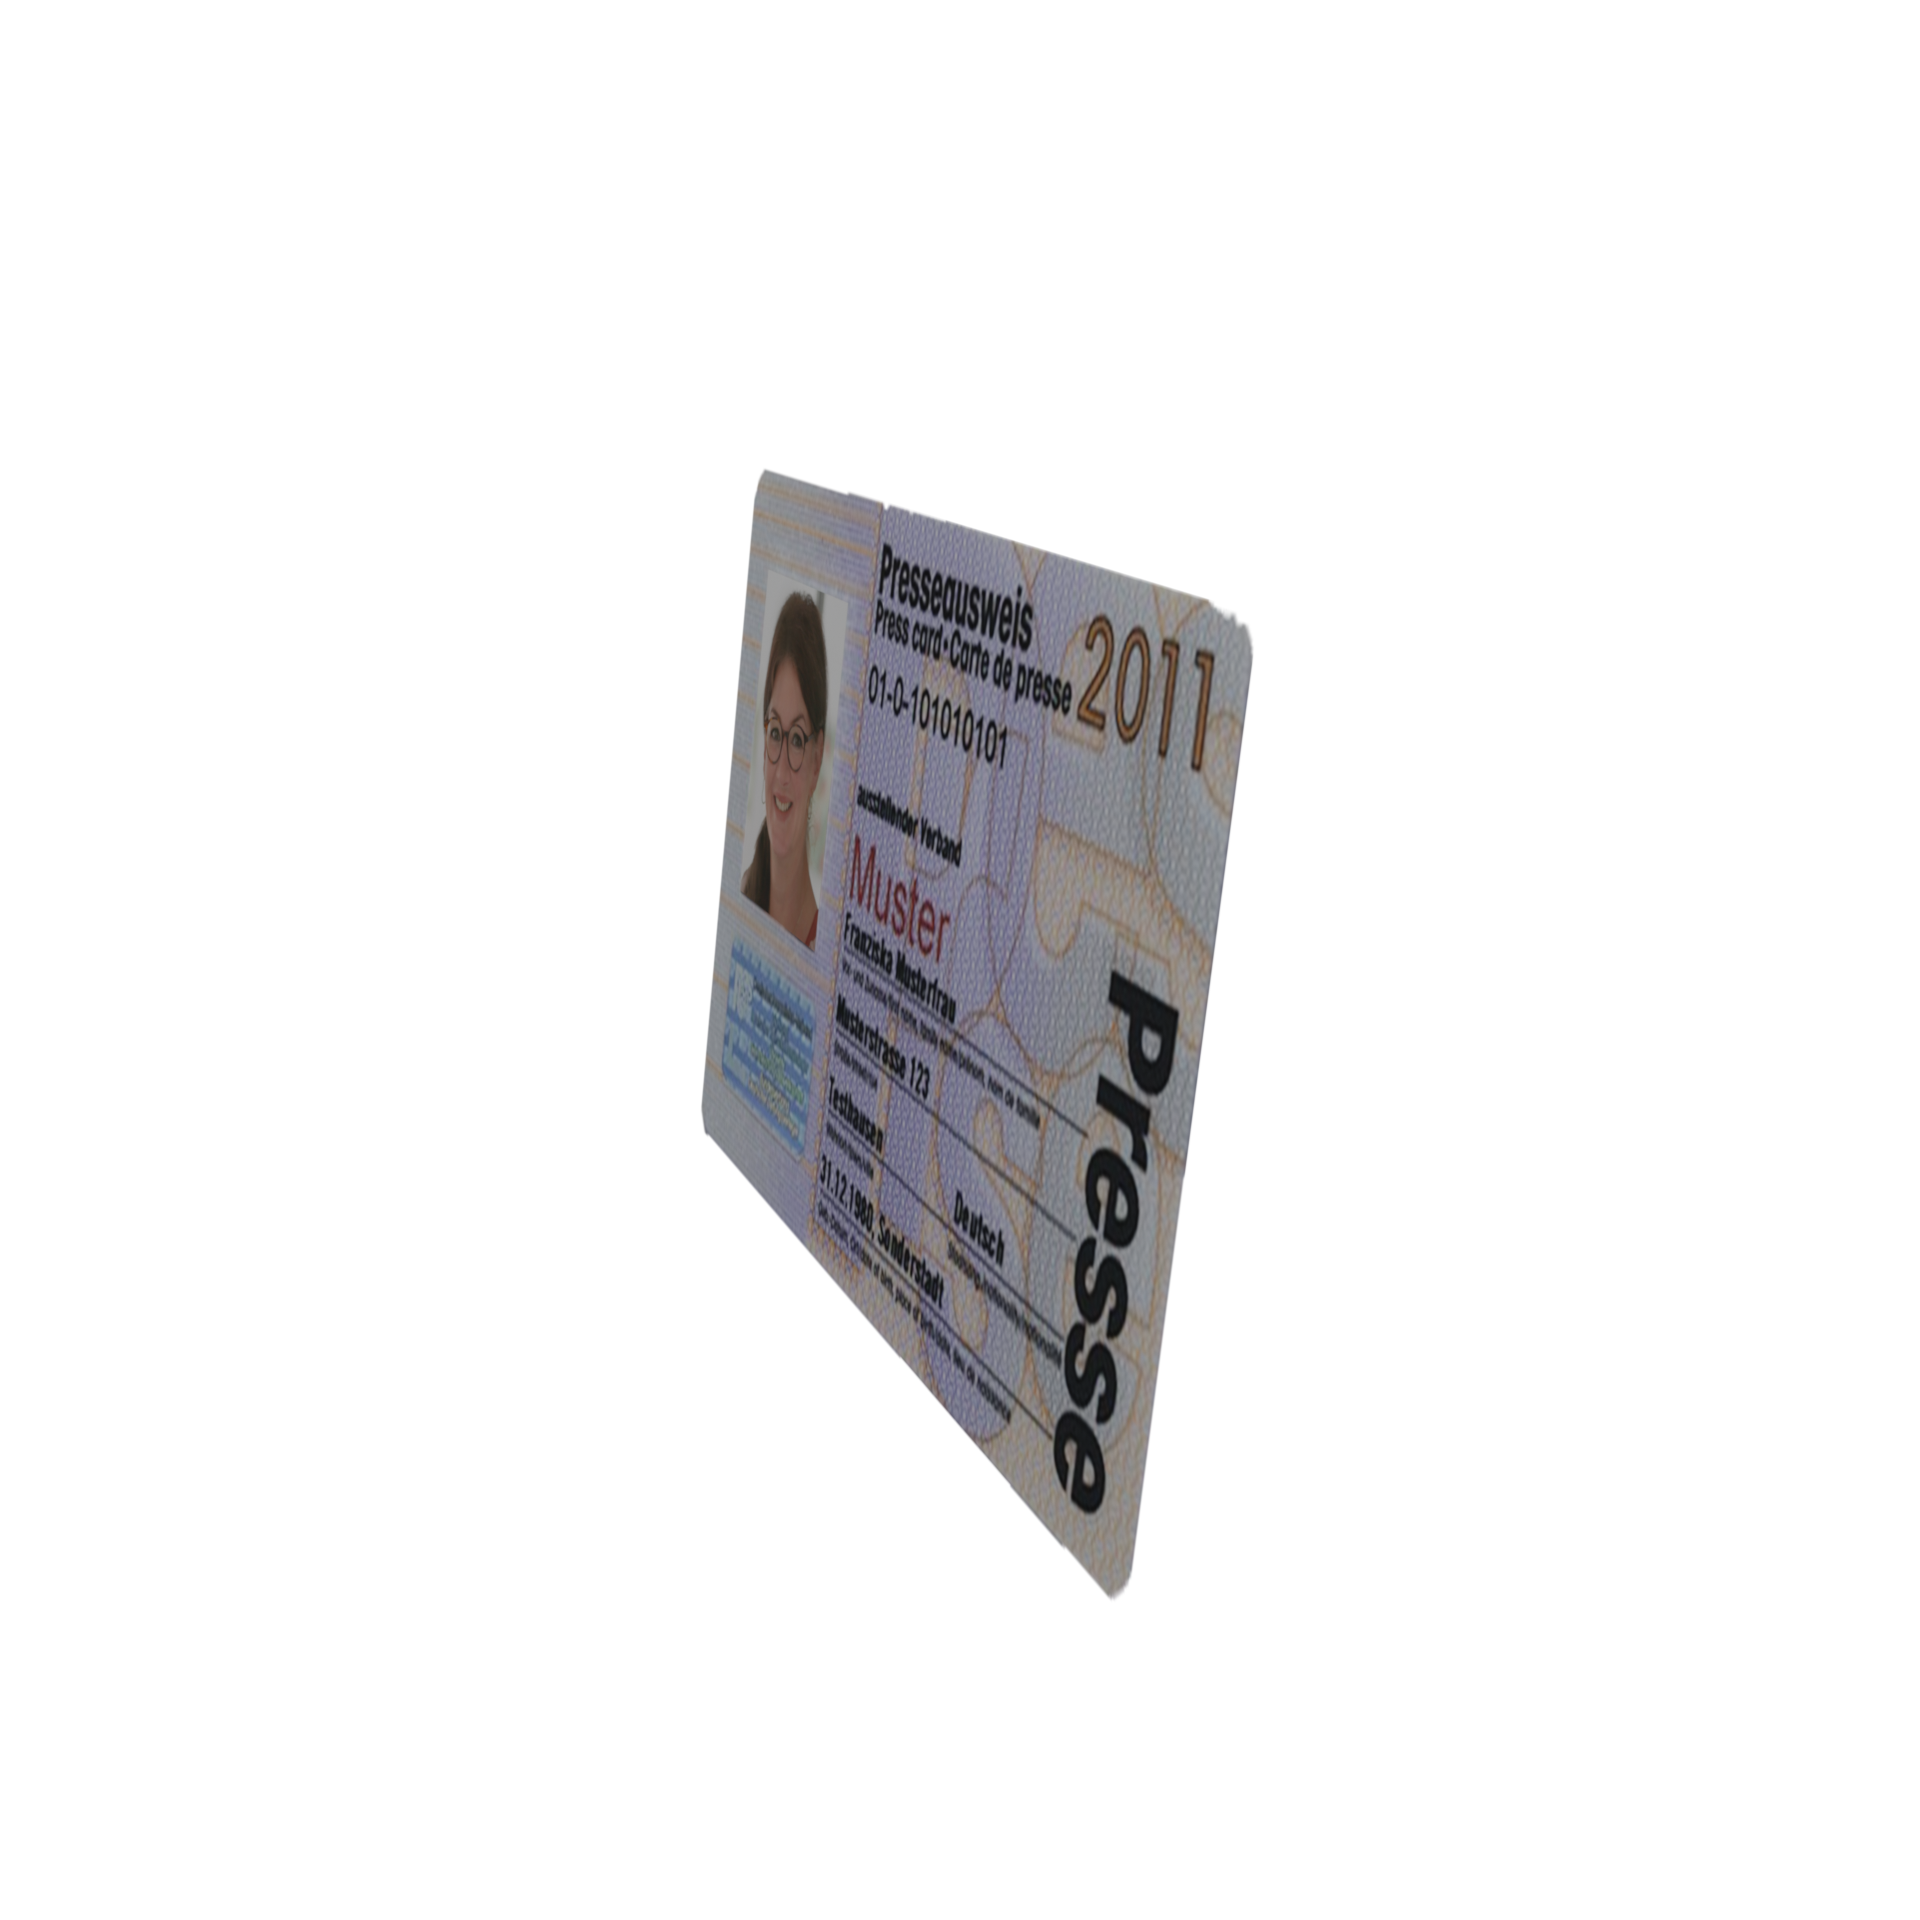 Presseausweis
Press card • Carte de presse
2011
01-0-101010101
ausstellender Verband
Muster
Franziska Musterfrau
Musterstrasse 123
Testhausen
Deutsch
31.12.1980, Sonderstadt
Presse